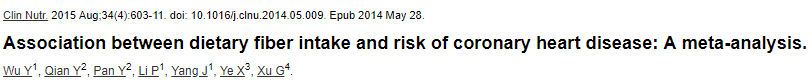 Clin Nutr. 2015 Aug;34(4):603-11. doi: 10.1016/j.clnu.2014.05.009. Epub 2014 May 28.
Association between dietary fiber intake and risk of coronary heart disease: A meta-analysis.
Wu Y1, Qian Y2, Pan Y2, Li P1, Yang J1, Ye X3, Xu G4.